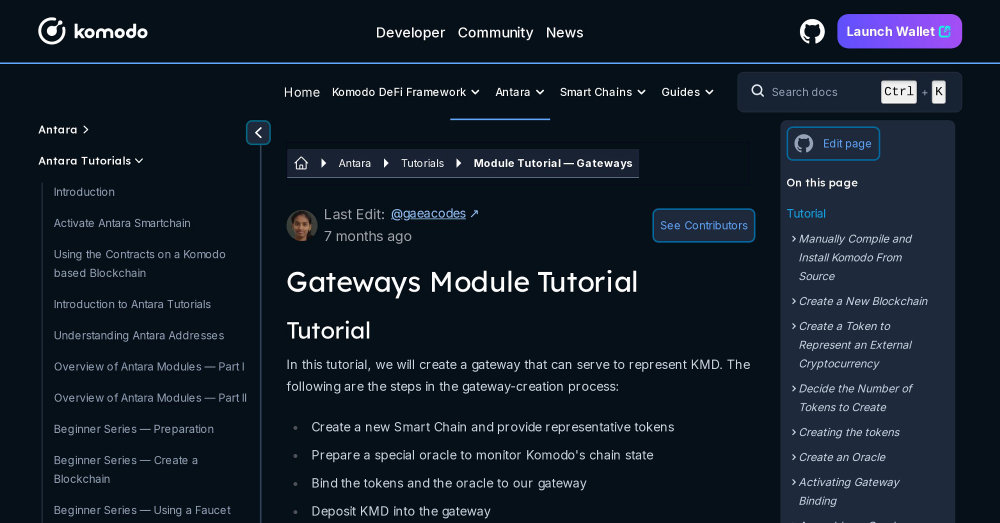 komodo
Developer Community News
Launch Wallet
Home Komodo DeFi Framework Antara Smart Chains Guides
Search docs Ctrl + K
Antara
Antara Tutorials
Introduction
Activate Antara Smartchain
Using the Contracts on a Komodo
based Blockchain
Introduction to Antara Tutorials
Understanding Antara Addresses
Overview of Antara Modules — Part I
Overview of Antara Modules — Part II
Beginner Series — Preparation
Beginner Series — Create a
Blockchain
Beginner Series — Using a Faucet
Antara Tutorials Module Tutorial — Gateways
Last Edit: @gaeacodes ↗
7 months ago
See Contributors
Gateways Module Tutorial
Tutorial
In this tutorial, we will create a gateway that can serve to represent KMD. The
following are the steps in the gateway-creation process:
Create a new Smart Chain and provide representative tokens
Prepare a special oracle to monitor Komodo's chain state
Bind the tokens and the oracle to our gateway
Deposit KMD into the gateway
Edit page
On this page
Tutorial
Manually Compile and
Install Komodo From
Source
Create a New Blockchain
Create a Token to
Represent an External
Cryptocurrency
Decide the Number of
Tokens to Create
Creating the tokens
Create an Oracle
Activating Gateway
Binding